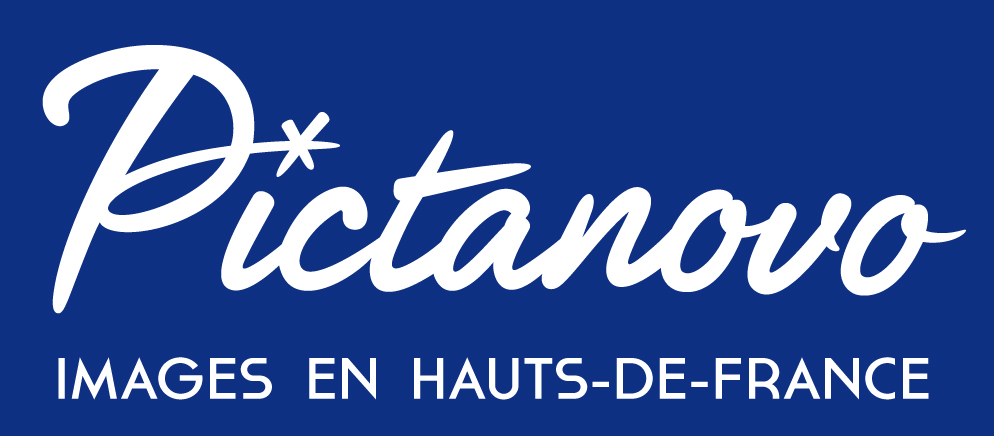 Pictanovo
IMAGES EN HAUTS-DE-FRANCE